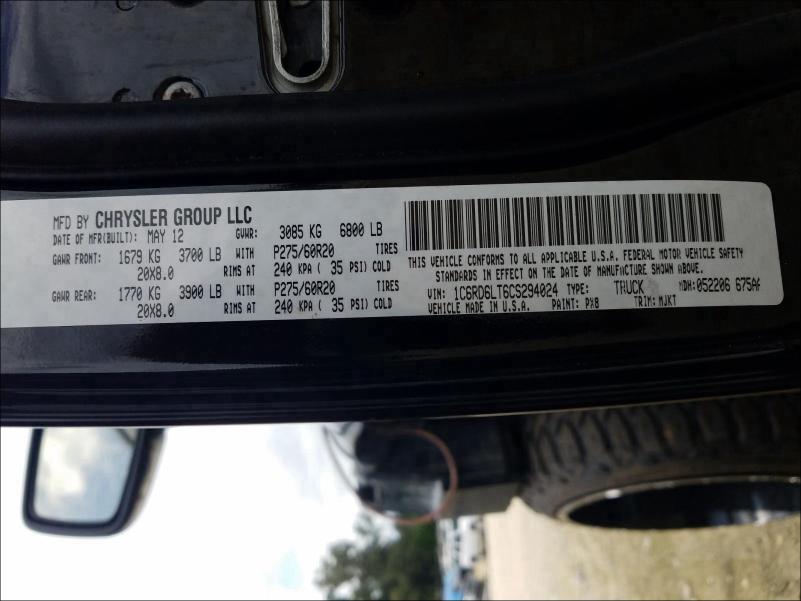 MFD BY CHRYSLER GROUP LLC
DATE OF MFR(BUILT): MAY 12 GVWR: 3085 KG 6800 LB
GAWR FRONT: 1679 KG 3700 LB WITH P275/60R20 TIRES
20X8.0 RIMS AT 240 KPA ( 35 PSI) COLD
GAWR REAR: 1770 KG 3900 LB WITH P275/60R20 TIRES
20X8.0 RIMS AT 240 KPA ( 35 PSI) COLD
THIS VEHICLE CONFORMS TO ALL APPLICABLE U.S.A. FEDERAL MOTOR VEHICLE SAFETY
STANDARDS IN EFFECT ON THE DATE OF MANUFACTURE SHOWN ABOVE.
VIN: 1C6RD6LT6CS294024 TYPE: TRUCK MDH: 052206 675AF
VEHICLE MADE IN U.S.A. PAINT: PX8 TRIM: MJKT